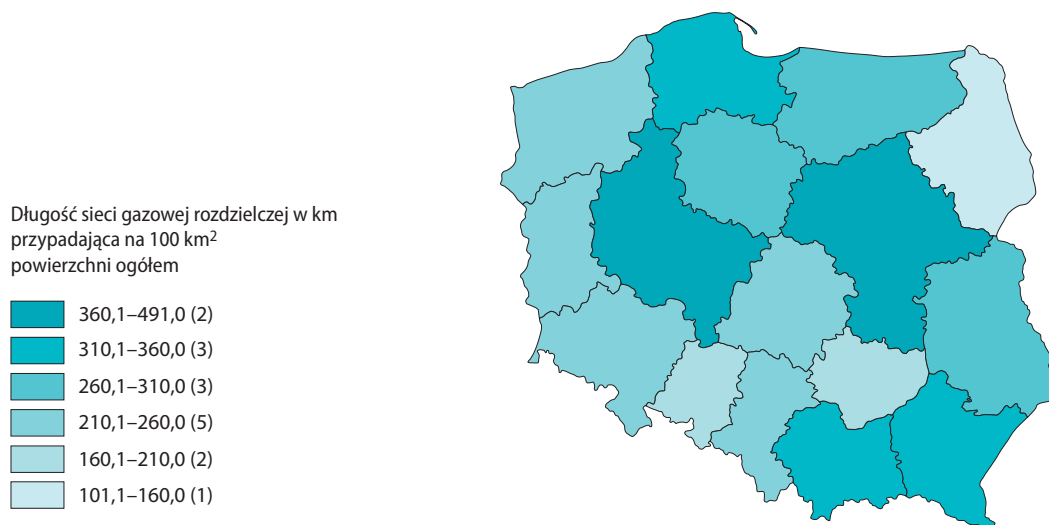 Długość sieci gazowej rozdzielczej w km
przypadająca na 100 km²
powierzchni ogółem
360,1–491,0 (2)
310,1–360,0 (3)
260,1–310,0 (3)
210,1–260,0 (5)
160,1–210,0 (2)
101,1–160,0 (1)